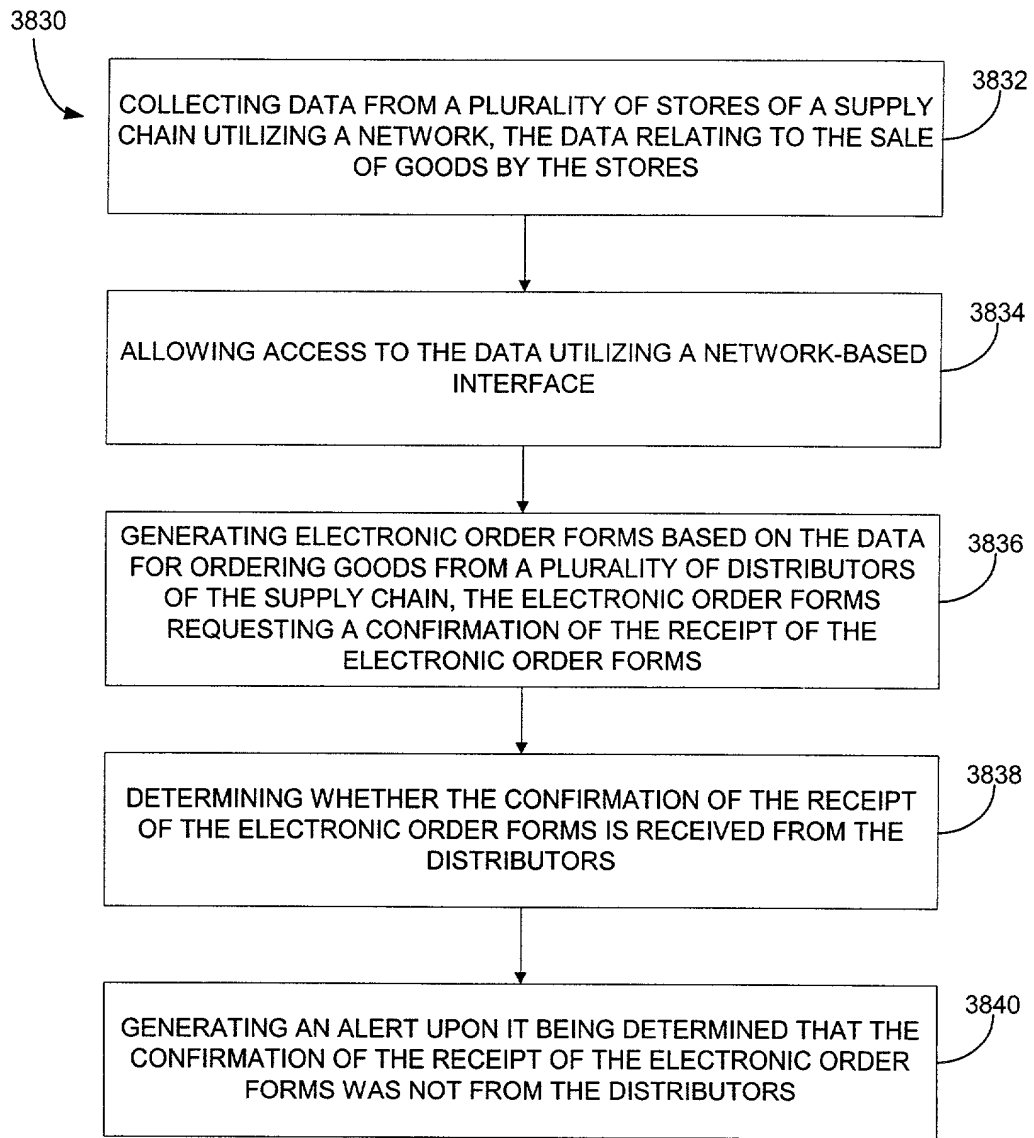 3830
3832
COLLECTING DATA FROM A PLURALITY OF STORES OF A SUPPLY
CHAIN UTILIZING A NETWORK, THE DATA RELATING TO THE SALE
OF GOODS BY THE STORES
3834
ALLOWING ACCESS TO THE DATA UTILIZING A NETWORK-BASED
INTERFACE
3836
GENERATING ELECTRONIC ORDER FORMS BASED ON THE DATA
FOR ORDERING GOODS FROM A PLURALITY OF DISTRIBUTORS
OF THE SUPPLY CHAIN, THE ELECTRONIC ORDER FORMS
REQUESTING A CONFIRMATION OF THE RECEIPT OF THE
ELECTRONIC ORDER FORMS
3838
DETERMINING WHETHER THE CONFIRMATION OF THE RECEIPT
OF THE ELECTRONIC ORDER FORMS IS RECEIVED FROM THE
DISTRIBUTORS
3840
GENERATING AN ALERT UPON IT BEING DETERMINED THAT THE
CONFIRMATION OF THE RECEIPT OF THE ELECTRONIC ORDER
FORMS WAS NOT FROM THE DISTRIBUTORS